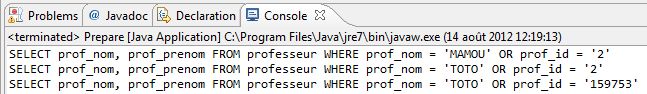 Problems @ Javadoc Declaration Console
<terminated> Prepare [Java Application] C:\Program Files\Java\jre7\bin\javaw.exe (14 août 2012 12:19:13)
SELECT prof_nom, prof_prenom FROM professeur WHERE prof_nom = 'MAMOU' OR prof_id = '2'
SELECT prof_nom, prof_prenom FROM professeur WHERE prof_nom = 'TOTO' OR prof_id = '2'
SELECT prof_nom, prof_prenom FROM professeur WHERE prof_nom = 'TOTO' OR prof_id = '159753'